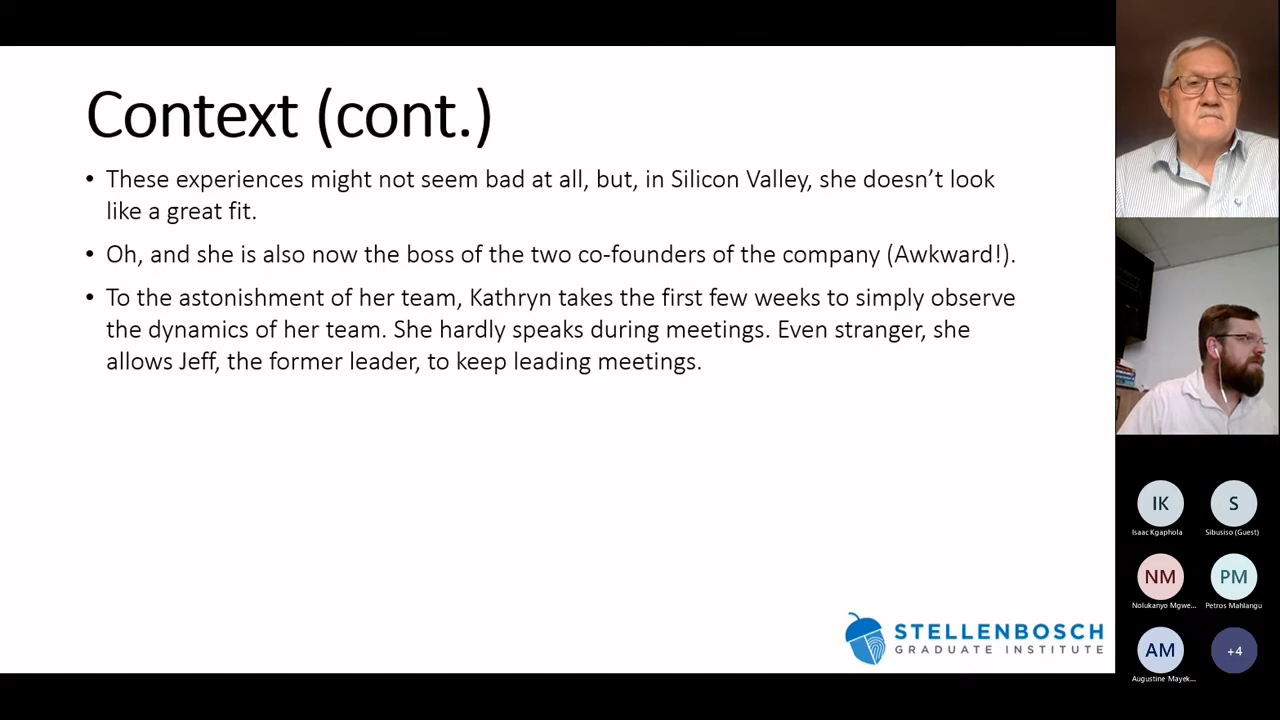 Context (cont.)
• These experiences might not seem bad at all, but, in Silicon Valley, she doesn’t look
like a great fit.
• Oh, and she is also now the boss of the two co-founders of the company (Awkward!).
• To the astonishment of her team, Kathryn takes the first few weeks to simply observe
the dynamics of her team. She hardly speaks during meetings. Even stranger, she
allows Jeff, the former leader, to keep leading meetings.
STELLENBOSCH
GRADUATE INSTITUTE
IK
S
Isaac Kgaphola
Sibusiso (Guest)
NM
PM
Nolukanyo Mgwe...
Petros Mahlangu
AM
+4
Augustine Mayek...